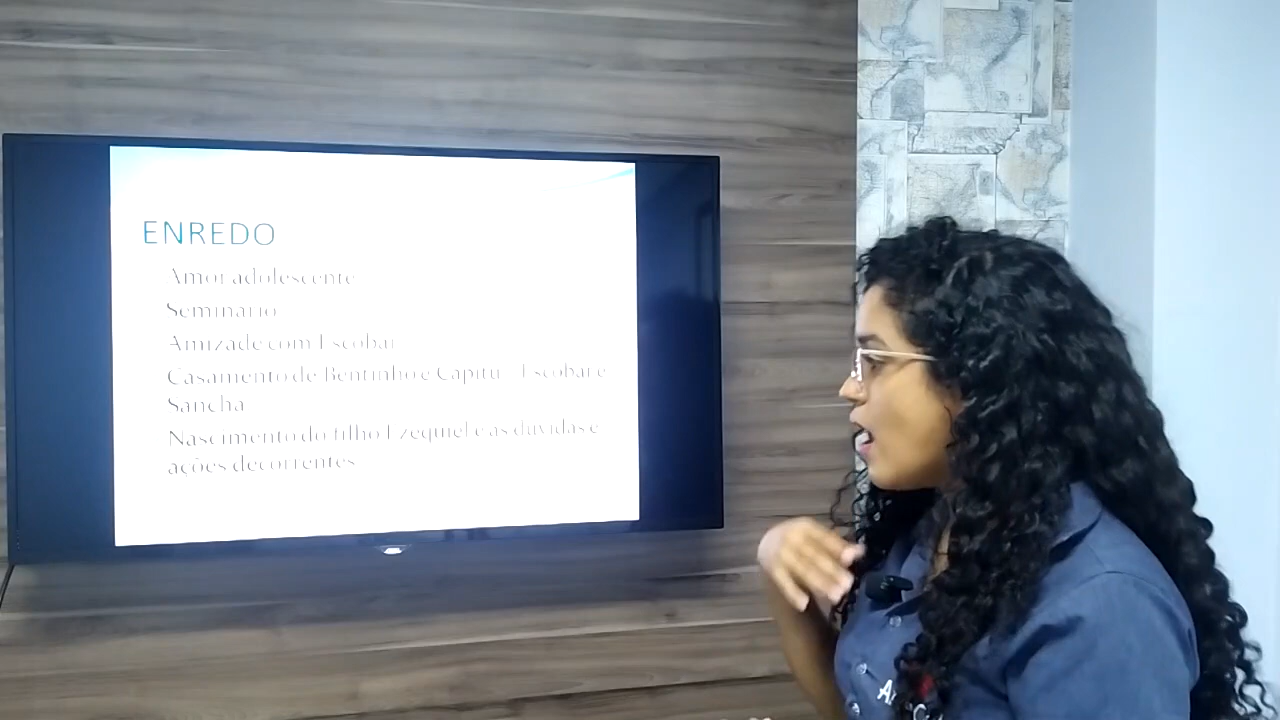 ENREDO
Amor adolescente
Seminário
Amizade com Escobar
Casamento de Bentinho e Capitu - Escobar e
Sancha
Nascimento do filho Ezequiel e as dúvidas e
ações decorrentes